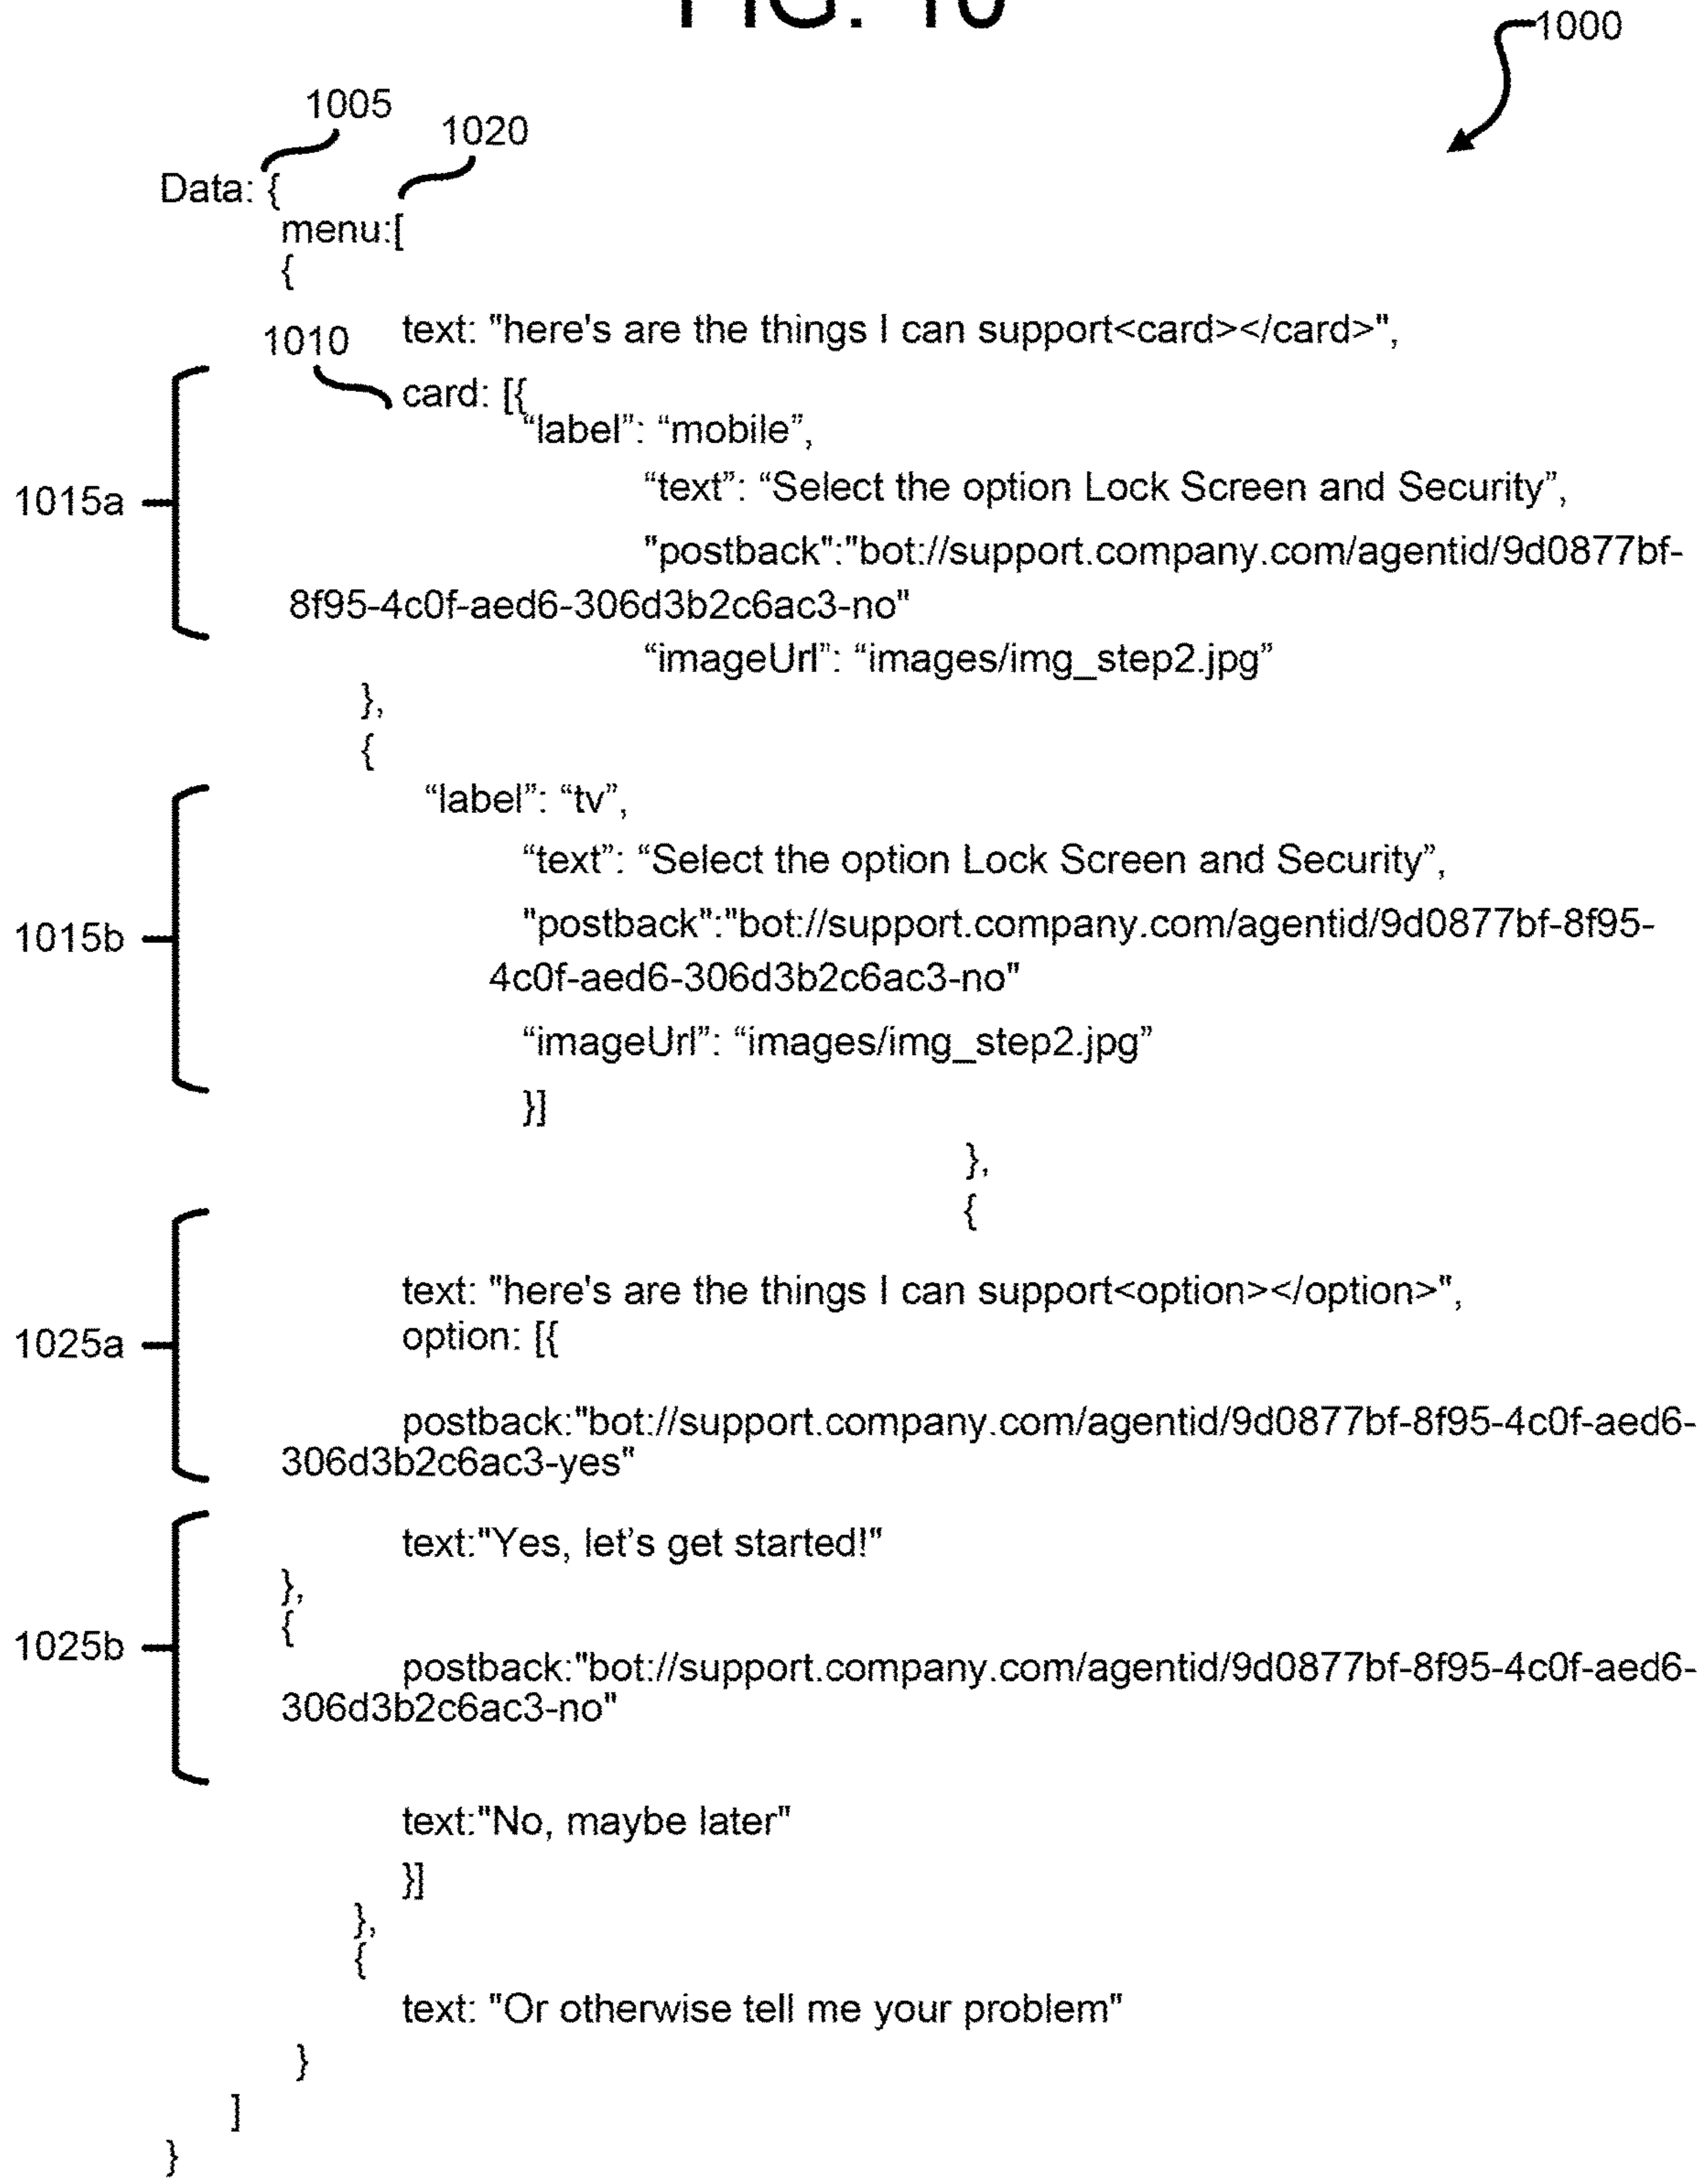 FIG. 10
1000
1005
1020
Data: {
menu:[
{
text: "here's are the things I can support<card></card>",
1010
card: [{
“label”: “mobile”,
“text”: “Select the option Lock Screen and Security”,
1015a
"postback":"bot://support.company.com/agentid/9d0877bf-
8f95-4c0f-aed6-306d3b2c6ac3-no"
“imageUrl”: “images/img_step2.jpg”
},
{
“label”: “tv”,
“text”: “Select the option Lock Screen and Security”,
"postback":"bot://support.company.com/agentid/9d0877bf-8f95-
1015b
4c0f-aed6-306d3b2c6ac3-no"
“imageUrl”: “images/img_step2.jpg”
}]
},
{
text: "here's are the things I can support<option></option>",
1025a
option: [{
postback:"bot://support.company.com/agentid/9d0877bf-8f95-4c0f-aed6-
306d3b2c6ac3-yes"
text:"Yes, let’s get started!"
},
{
1025b
postback:"bot://support.company.com/agentid/9d0877bf-8f95-4c0f-aed6-
306d3b2c6ac3-no"
text:"No, maybe later"
}]
},
{
text: "Or otherwise tell me your problem"
}
]
}